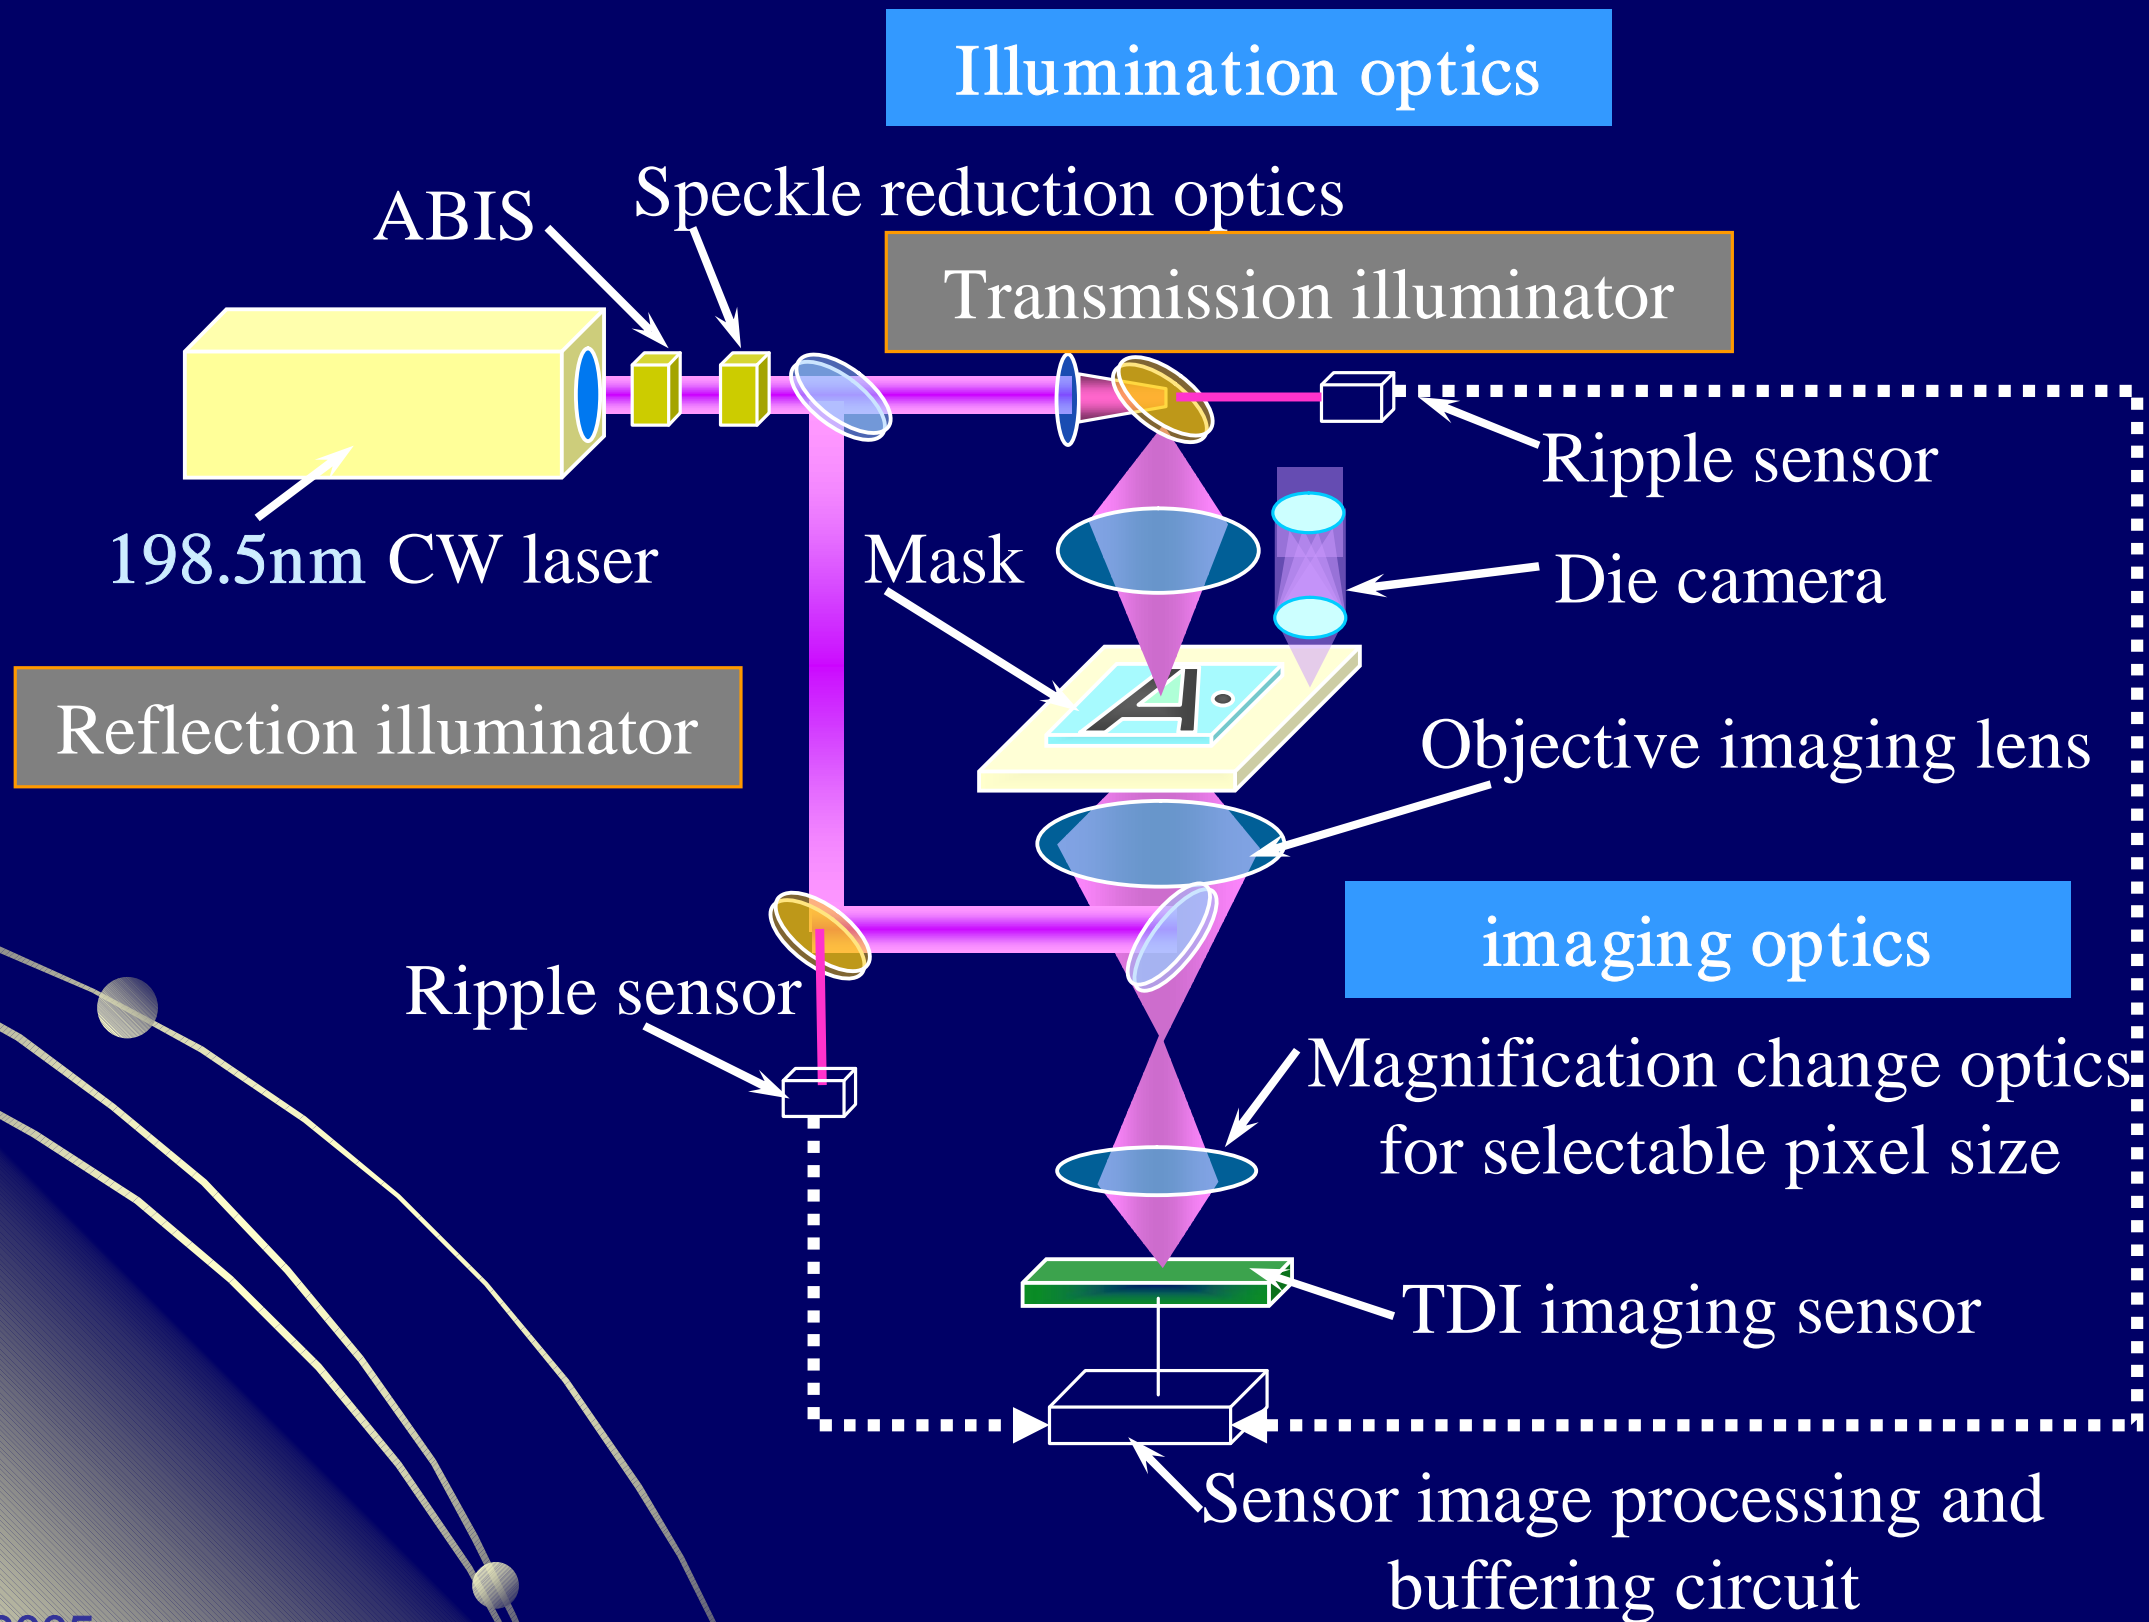 Illumination optics
ABIS
Speckle reduction optics
Transmission illuminator
Ripple sensor
198.5nm CW laser
Mask
Die camera
Reflection illuminator
Objective imaging lens
imaging optics
Ripple sensor
Magnification change optics
for selectable pixel size
TDI imaging sensor
Sensor image processing and
buffering circuit